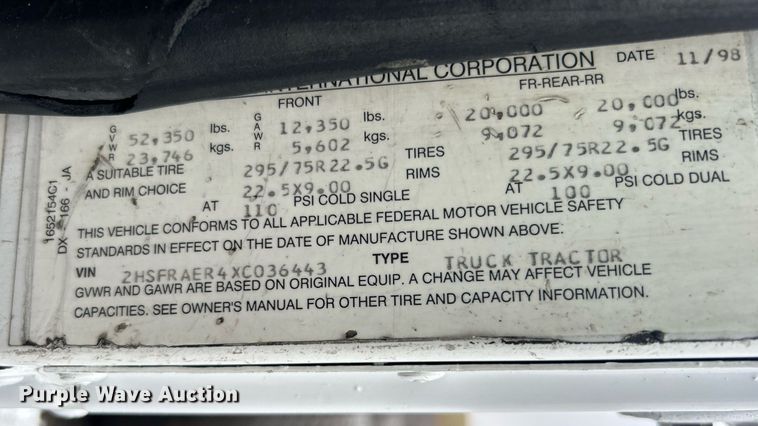 INTERNATIONAL CORPORATION DATE 11/98
FRONT FR-REAR-RR
GVWR 52,350 lbs. GAWR 12,350 lbs. 20,000 20,000 lbs.
23,746 kgs. 5,602 kgs. 9,072 9,072 kgs.
A SUITABLE TIRE 295/75R22.5G TIRES 295/75R22.5G TIRES
AND RIM CHOICE 22.5X9.00 RIMS 22.5X9.00 RIMS
AT 110 PSI COLD SINGLE AT 100 PSI COLD DUAL
THIS VEHICLE CONFORMS TO ALL APPLICABLE FEDERAL MOTOR VEHICLE SAFETY
STANDARDS IN EFFECT ON THE DATE OF MANUFACTURE SHOWN ABOVE.
VIN 2HSFRAER4XC036443 TYPE TRUCK TRACTOR
GVWR AND GAWR ARE BASED ON ORIGINAL EQUIP. A CHANGE MAY AFFECT VEHICLE
CAPACITIES. SEE OWNER'S MANUAL FOR OTHER TIRE AND CAPACITY INFORMATION.
1652154C1
DX - 166 - JA
Purple Wave Auction